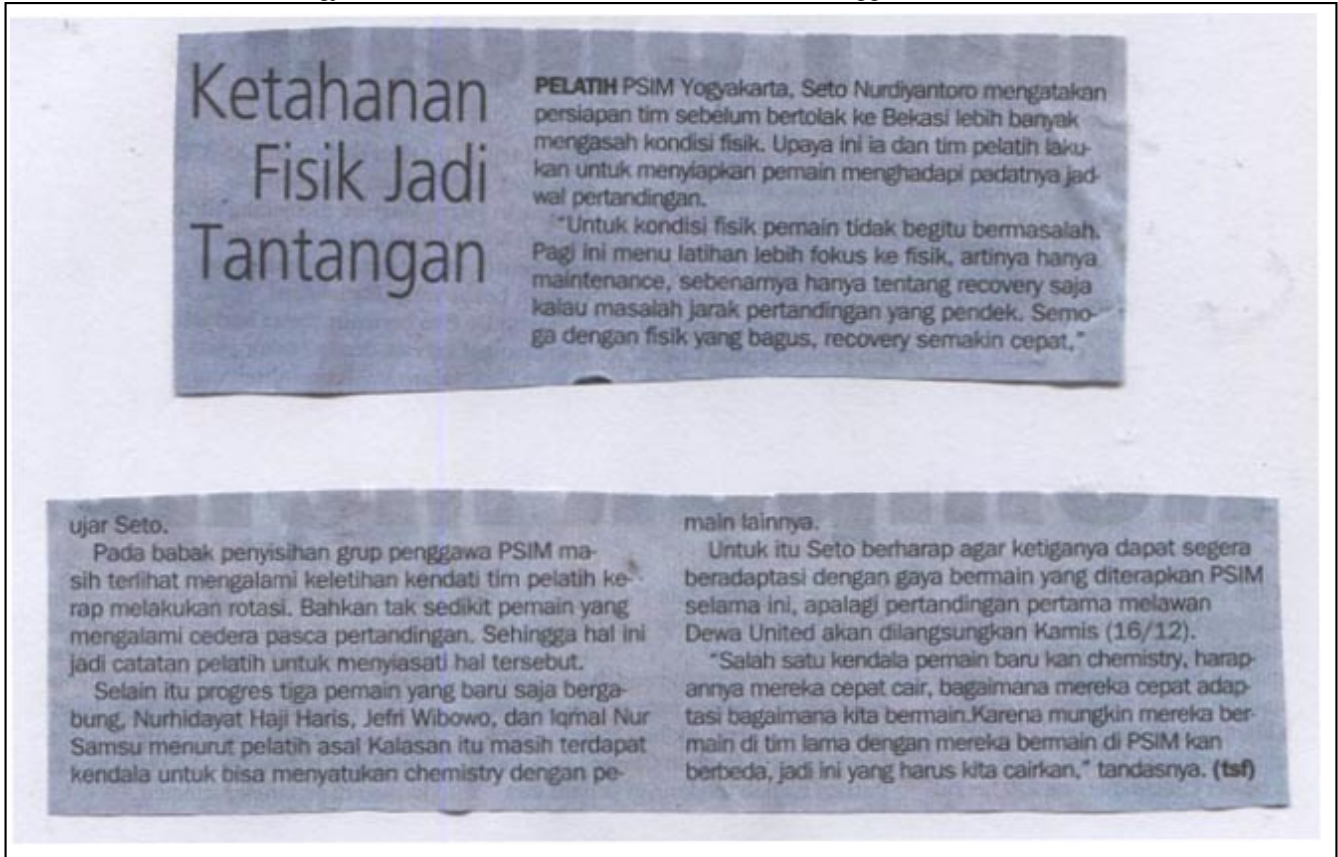 Ketahanan
Fisik Jadi
Tantangan
PELATIH PSIM Yogyakarta, Seto Nurdiyantoro mengatakan
persiapan tim sebelum bertolak ke Bekasi lebih banyak
mengasah kondisi fisik. Upaya ini ia dan tim pelatih laku-
kan untuk menyiapkan pemain menghadapi padatnya jad-
wal pertandingan.
"Untuk kondisi fisik pemain tidak begitu bermasalah.
Pagi ini menu latihan lebih fokus ke fisik, artinya hanya
maintenance, sebenarnya hanya tentang recovery saja
kalau masalah jarak pertandingan yang pendek. Semo-
ga dengan fisik yang bagus, recovery semakin cepat,"
ujar Seto.
Pada babak penyisihan grup penggawa PSIM ma-
sih terlihat mengalami keletihan kendati tim pelatih ke-
rap melakukan rotasi. Bahkan tak sedikit pemain yang
mengalami cedera pasca pertandingan. Sehingga hal ini
jadi catatan pelatih untuk menyiasati hal tersebut.
Selain itu progres tiga pemain yang baru saja berga-
bung, Nurhidayat Haji Haris, Jefri Wibowo, dan Iqmal Nur
Samsu menurut pelatih asal Kalasan itu masih terdapat
kendala untuk bisa menyatukan chemistry dengan pe-
main lainnya.
Untuk itu Seto berharap agar ketiganya dapat segera
beradaptasi dengan gaya bermain yang diterapkan PSIM
selama ini, apalagi pertandingan pertama melawan
Dewa United akan dilangsungkan Kamis (16/12).
"Salah satu kendala pemain baru kan chemistry, harap-
annya mereka cepat cair, bagaimana mereka cepat adap-
tasi bagaimana kita bermain.Karena mungkin mereka ber-
main di tim lama dengan mereka bermain di PSIM kan
berbeda, jadi ini yang harus kita cairkan," tandasnya. (tsf)